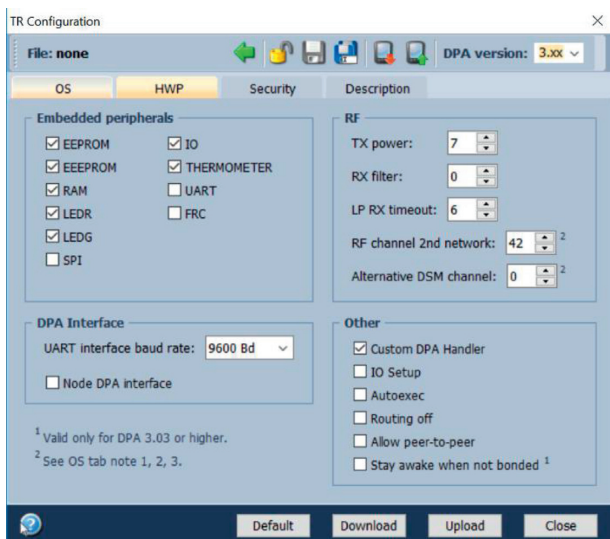 TR Configuration
File: none
DPA version: 3.xx
OS HWP Security Description
Embedded peripherals
EEPROM IO
EEEPROM THERMOMETER
RAM UART
LEDR FRC
LEDG
SPI
RF
TX power: 7
RX filter: 0
LP RX timeout: 6
RF channel 2nd network: 42 2
Alternative DSM channel: 0 2
DPA Interface
UART interface baud rate: 9600 Bd
Node DPA interface
1 Valid only for DPA 3.03 or higher.
2 See OS tab note 1, 2, 3.
Other
Custom DPA Handler
IO Setup
Autoexec
Routing off
Allow peer-to-peer
Stay awake when not bonded 1
Default Download Upload Close